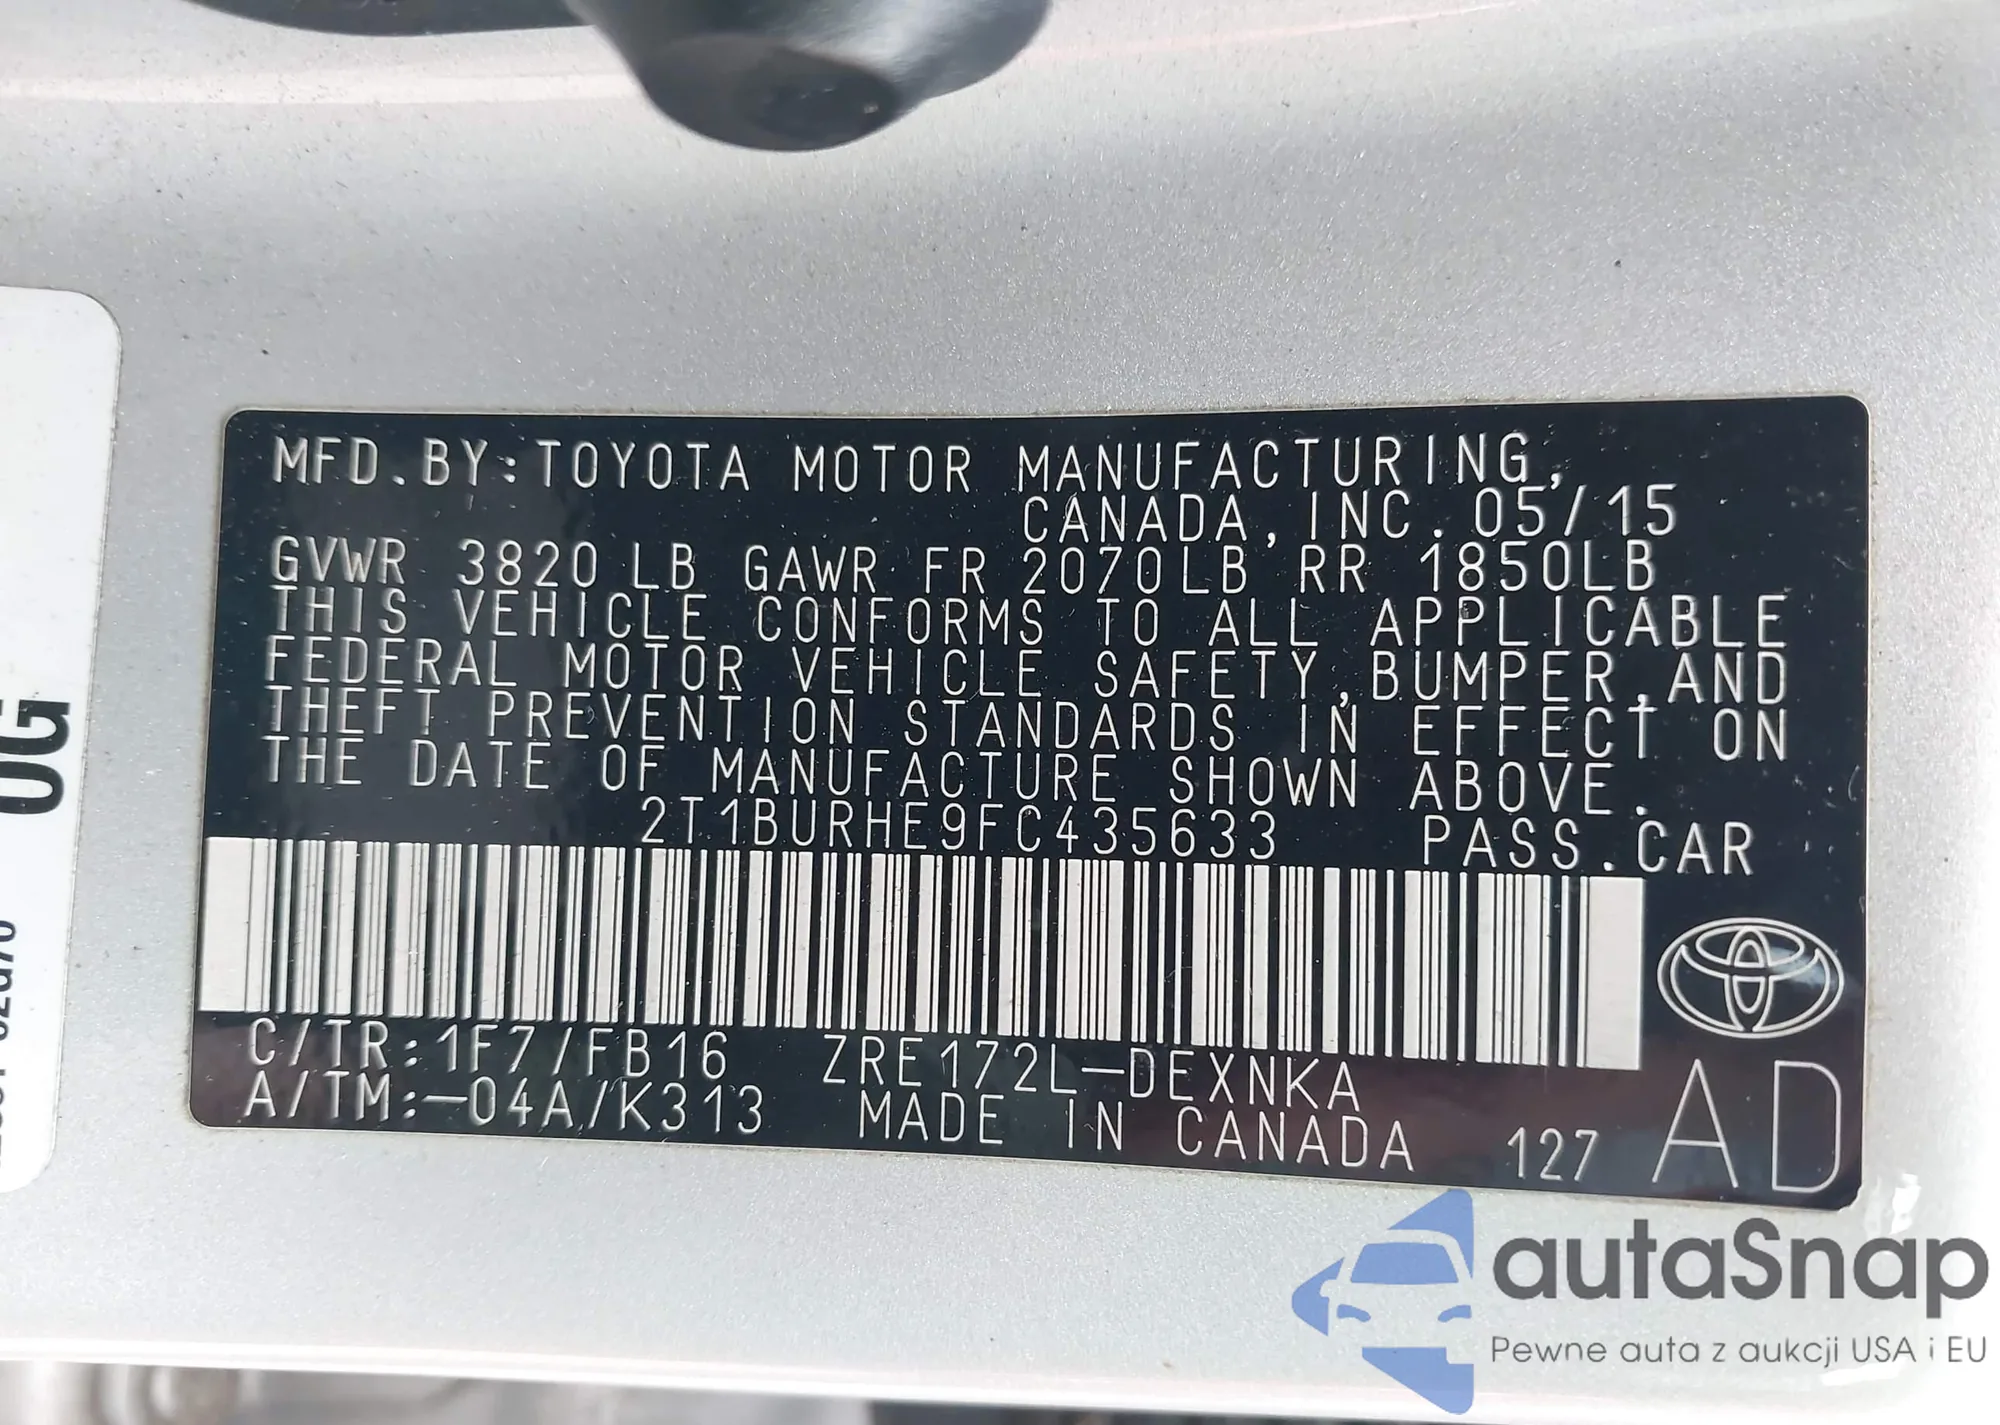 MFD.BY:TOYOTA MOTOR MANUFACTURING,
CANADA,INC. 05/15
GVWR 3820 LB GAWR FR 2070LB RR 1850LB
THIS VEHICLE CONFORMS TO ALL APPLICABLE
FEDERAL MOTOR VEHICLE SAFETY,BUMPER,AND
THEFT PREVENTION STANDARDS IN EFFECT ON
THE DATE OF MANUFACTURE SHOWN ABOVE.
2T1BURHE9FC435633 PASS.CAR
C/TR:1F7/FB16 ZRE172L-DEXNKA
A/TM:-04A/K313 MADE IN CANADA 127 AD
autaSnap
Pewne auta z aukcji USA i EU